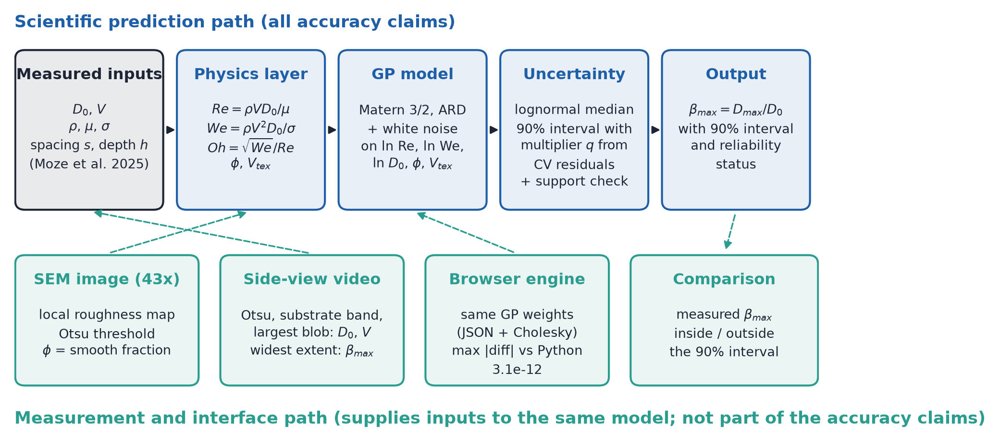 Scientific prediction path (all accuracy claims)
Measured inputs
D₀, V
ρ, μ, σ
spacing s, depth h
(Moze et al. 2025)
Physics layer
Re = ρVD₀/μ
We = ρV²D₀/σ
Oh = √We/Re
ϕ, V_tex
GP model
Matern 3/2, ARD
+ white noise
on ln Re, ln We,
ln D₀, ϕ, V_tex
Uncertainty
lognormal median
90% interval with
multiplier q from
CV residuals
+ support check
Output
β_max = D_max/D₀
with 90% interval
and reliability
status
SEM image (43x)
local roughness map
Otsu threshold
ϕ = smooth fraction
Side-view video
Otsu, substrate band,
largest blob: D₀, V
widest extent: β_max
Browser engine
same GP weights
(JSON + Cholesky)
max |diff| vs Python
3.1e-12
Comparison
measured β_max
inside / outside
the 90% interval
Measurement and interface path (supplies inputs to the same model; not part of the accuracy claims)